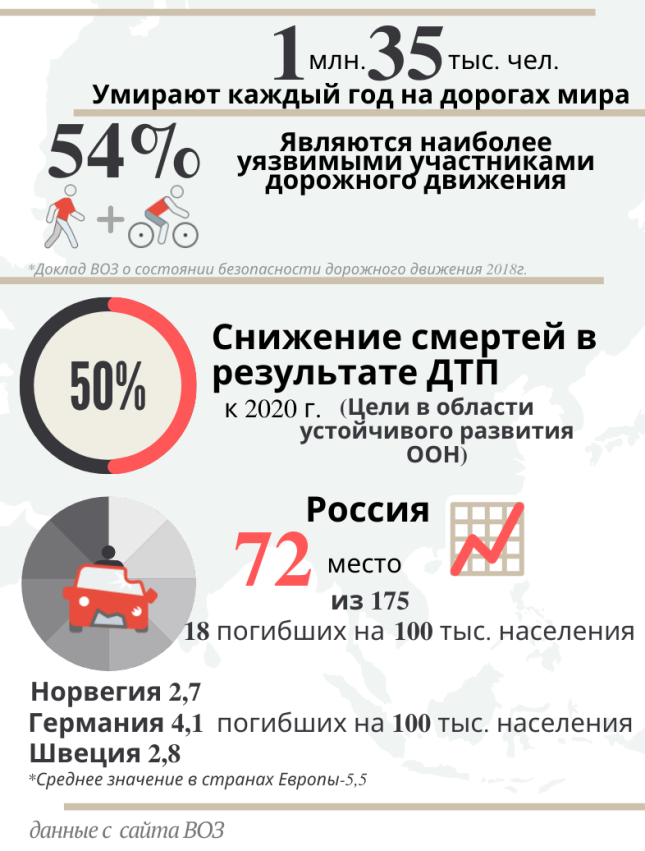 1 млн. 35 тыс. чел.
Умирают каждый год на дорогах мира
54%
Являются наиболее
уязвимыми участниками
дорожного движения
+
*Доклад ВОЗ о состоянии безопасности дорожного движения 2018г.
50%
Снижение смертей в
результате ДТП
к 2020 г. (Цели в области
устойчивого развития
ООН)
Россия
72 место
из 175
18 погибших на 100 тыс. населения
Норвегия 2,7
Германия 4,1 погибших на 100 тыс. населения
Швеция 2,8
*Среднее значение в странах Европы-5,5
данные с сайта ВОЗ